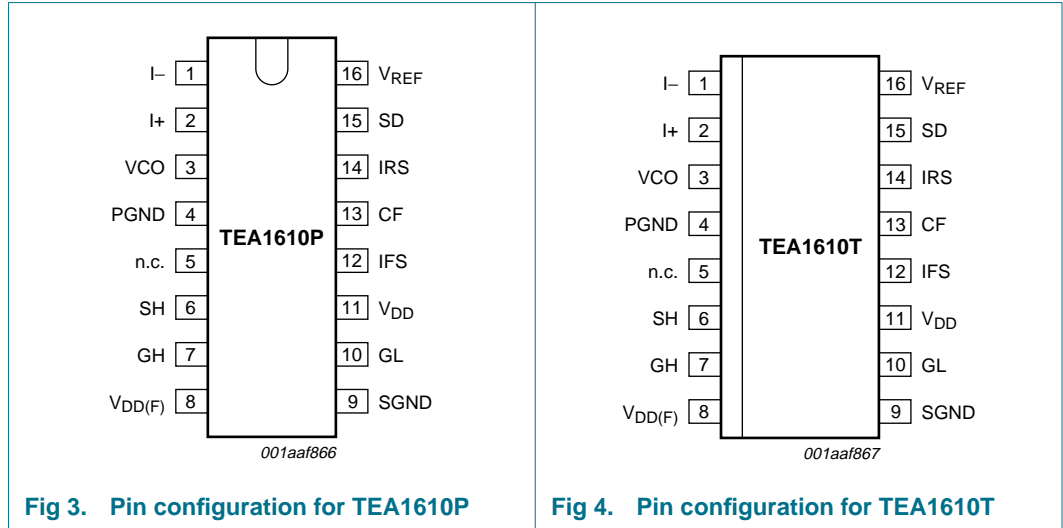 I− 1 16 VREF
I+ 2 15 SD
VCO 3 14 IRS
PGND 4 13 CF
TEA1610P
n.c. 5 12 IFS
SH 6 11 VDD
GH 7 10 GL
VDD(F) 8 9 SGND
001aaf866
Fig 3. Pin configuration for TEA1610P
I− 1 16 VREF
I+ 2 15 SD
VCO 3 14 IRS
PGND 4 13 CF
TEA1610T
n.c. 5 12 IFS
SH 6 11 VDD
GH 7 10 GL
VDD(F) 8 9 SGND
001aaf867
Fig 4. Pin configuration for TEA1610T